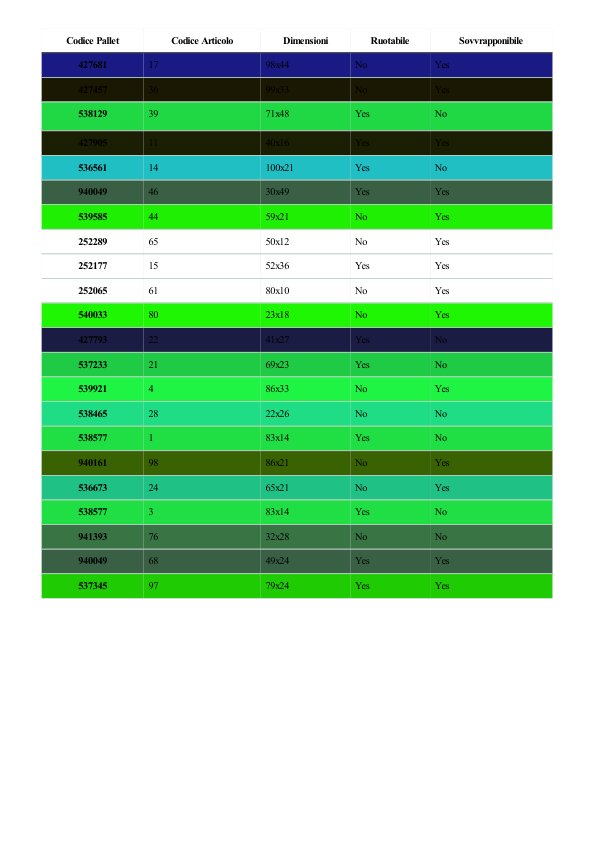 Codice Pallet Codice Articolo Dimensioni Ruotabile Sovvrapponibile
427681 17 98x44 No Yes
427457 56 99x33 No Yes
538129 39 71x48 Yes No
427905 11 40x16 Yes Yes
536561 14 100x21 Yes No
940049 46 30x49 Yes Yes
539585 44 59x21 No Yes
252289 65 50x12 No Yes
252177 15 52x36 Yes Yes
252065 61 80x10 No Yes
540033 80 23x18 No Yes
427793 22 41x27 Yes No
537233 21 69x23 Yes No
539921 4 86x33 No Yes
538465 28 22x26 No No
538577 1 83x14 Yes No
940161 98 86x21 No Yes
536673 24 65x21 No Yes
538577 3 83x14 Yes No
941393 76 32x28 No No
940049 68 49x24 Yes Yes
537345 97 79x24 Yes Yes